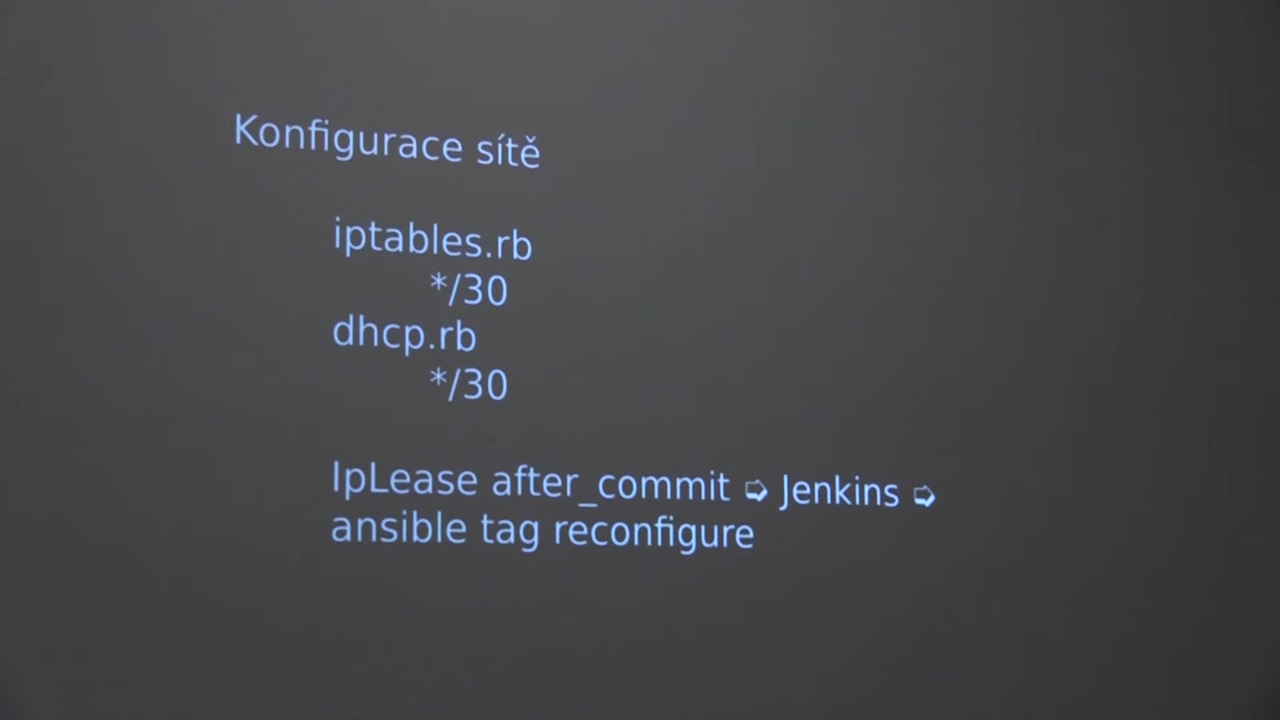 Konfigurace sítě
iptables.rb
*/30
dhcp.rb
*/30
IpLease after_commit ➭ Jenkins ➭
ansible tag reconfigure